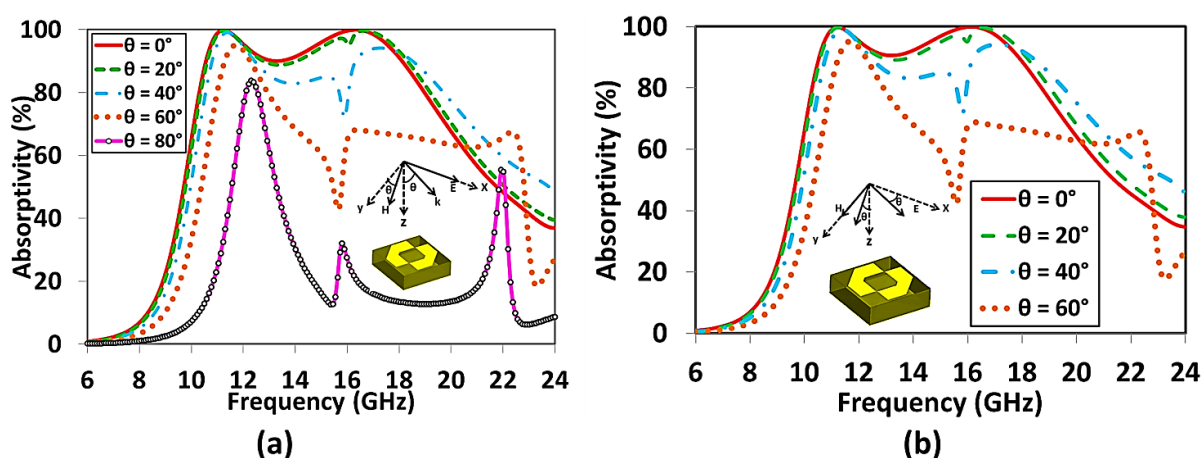 100
80
60
40
20
0
Absorptivity (%)
θ = 0°
θ = 20°
θ = 40°
θ = 60°
θ = 80°
y
H
θ
z
θ
k
E
X
6 8 10 12 14 16 18 20 22 24
Frequency (GHz)
(a)
100
80
60
40
20
0
Absorptivity (%)
H
y
θ
z
θ
E
X
θ = 0°
θ = 20°
θ = 40°
θ = 60°
6 8 10 12 14 16 18 20 22 24
Frequency (GHz)
(b)